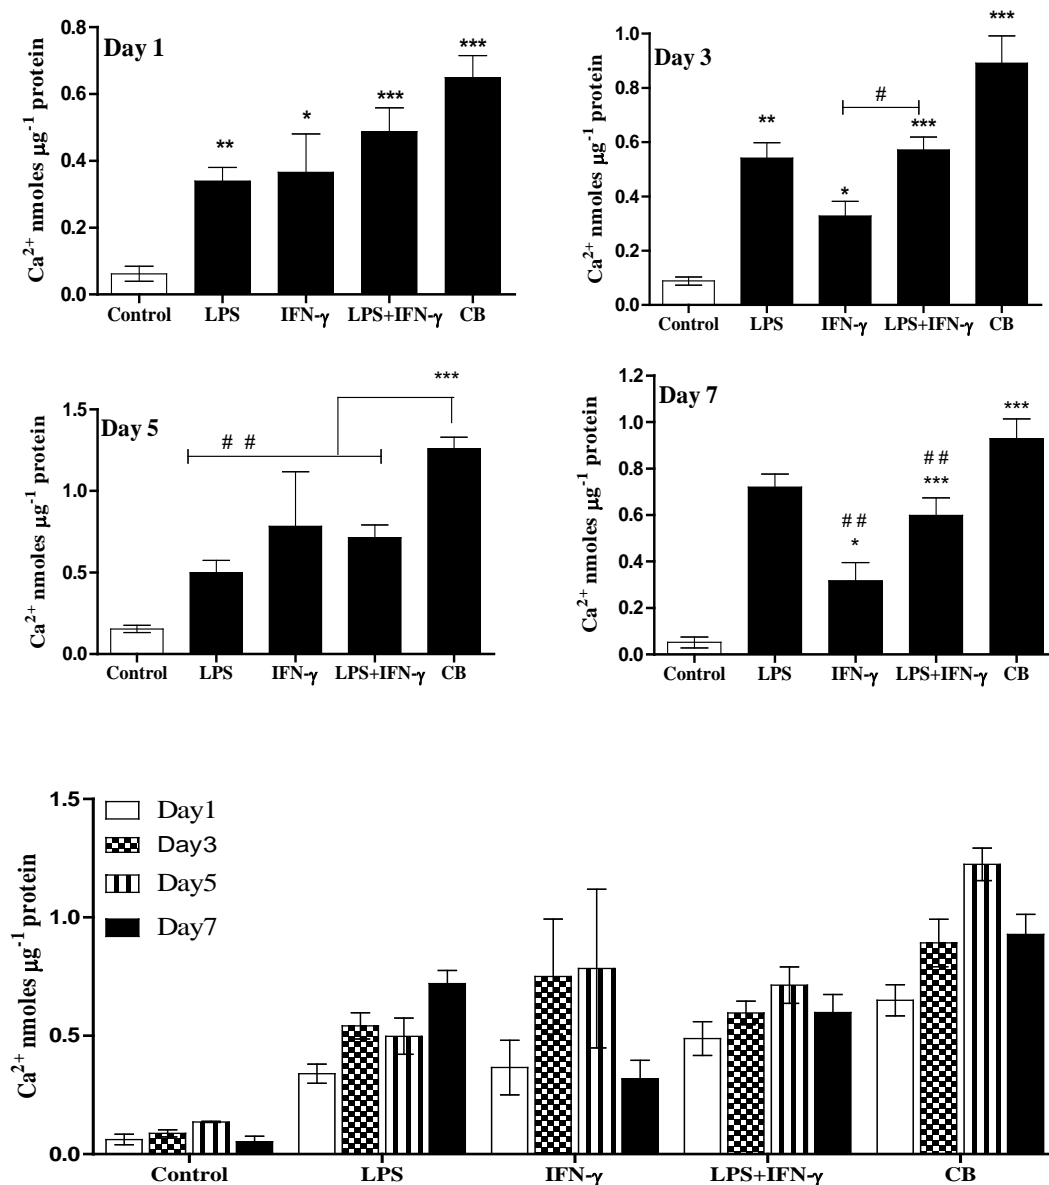 Day 1
Ca²⁺ nmoles µg⁻¹ protein
0.8
0.6
0.4
0.2
0.0
**
*
***
***
Control LPS IFN-γ LPS+IFN-γ CB
Day 3
Ca²⁺ nmoles µg⁻¹ protein
1.0
0.8
0.6
0.4
0.2
0.0
**
*
#
***
***
Control LPS IFN-γ LPS+IFN-γ CB
Day 5
Ca²⁺ nmoles µg⁻¹ protein
1.5
1.0
0.5
0.0
# #
***
Control LPS IFN-γ LPS+IFN-γ CB
Day 7
Ca²⁺ nmoles µg⁻¹ protein
1.2
1.0
0.8
0.6
0.4
0.2
0.0
# #
*
# #
***
***
Control LPS IFN-γ LPS+IFN-γ CB
Ca²⁺ nmoles µg⁻¹ protein
1.5
1.0
0.5
0.0
Day1
Day3
Day5
Day7
Control LPS IFN-γ LPS+IFN-γ CB